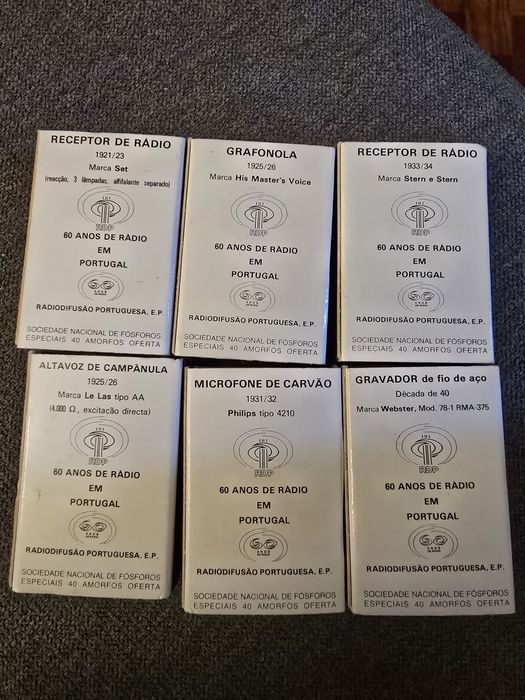 RECEPTOR DE RÁDIO
1921/23
Marca Set
(reacção, 3 lâmpadas, altifalante separado)
RDP
60 ANOS DE RÁDIO
EM
PORTUGAL
RADIODIFUSÃO PORTUGUESA, E.P.
SOCIEDADE NACIONAL DE FÓSFOROS
ESPECIAIS 40 AMORFOS OFERTA
GRAFONOLA
1925/26
Marca His Master's Voice
RDP
60 ANOS DE RÁDIO
EM
PORTUGAL
RADIODIFUSÃO PORTUGUESA, E.P.
SOCIEDADE NACIONAL DE FÓSFOROS
ESPECIAIS 40 AMORFOS OFERTA
RECEPTOR DE RÁDIO
1933/34
Marca Stern e Stern
RDP
60 ANOS DE RÁDIO
EM
PORTUGAL
RADIODIFUSÃO PORTUGUESA, E.P.
SOCIEDADE NACIONAL DE FÓSFOROS
ESPECIAIS 40 AMORFOS OFERTA
ALTAVOZ DE CAMPÂNULA
1925/26
Marca Le Las tipo AA
(4.000 Ω, excitação directa)
RDP
60 ANOS DE RÁDIO
EM
PORTUGAL
RADIODIFUSÃO PORTUGUESA, E.P.
SOCIEDADE NACIONAL DE FÓSFOROS
ESPECIAIS 40 AMORFOS OFERTA
MICROFONE DE CARVÃO
1931/32
Philips tipo 4210
RDP
60 ANOS DE RÁDIO
EM
PORTUGAL
RADIODIFUSÃO PORTUGUESA, E.P.
SOCIEDADE NACIONAL DE FÓSFOROS
ESPECIAIS 40 AMORFOS OFERTA
GRAVADOR de fio de aço
Década de 40
Marca Webster, Mod. 78-1 RMA-375
RDP
60 ANOS DE RÁDIO
EM
PORTUGAL
RADIODIFUSÃO PORTUGUESA, E.P.
SOCIEDADE NACIONAL DE FÓSFOROS
ESPECIAIS 40 AMORFOS OFERTA